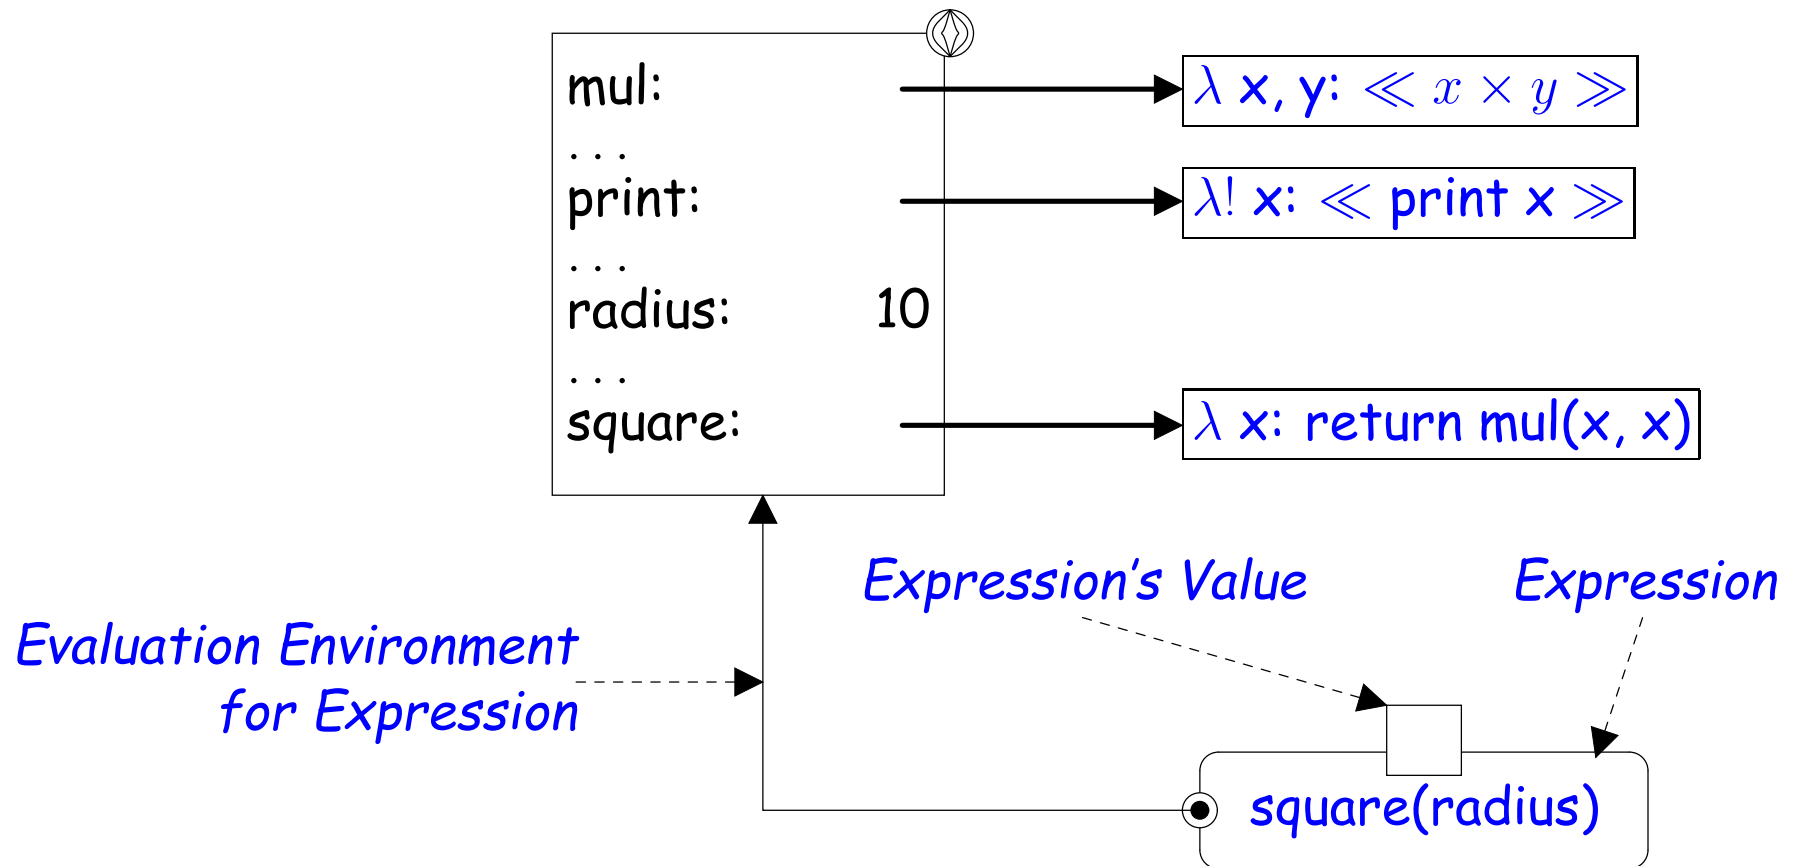 mul:
λ x, y: ≪ x × y ≫
. . .
print:
λ! x: ≪ print x ≫
. . .
radius: 10
. . .
square:
λ x: return mul(x, x)
Expression's Value
Expression
Evaluation Environment
for Expression
square(radius)